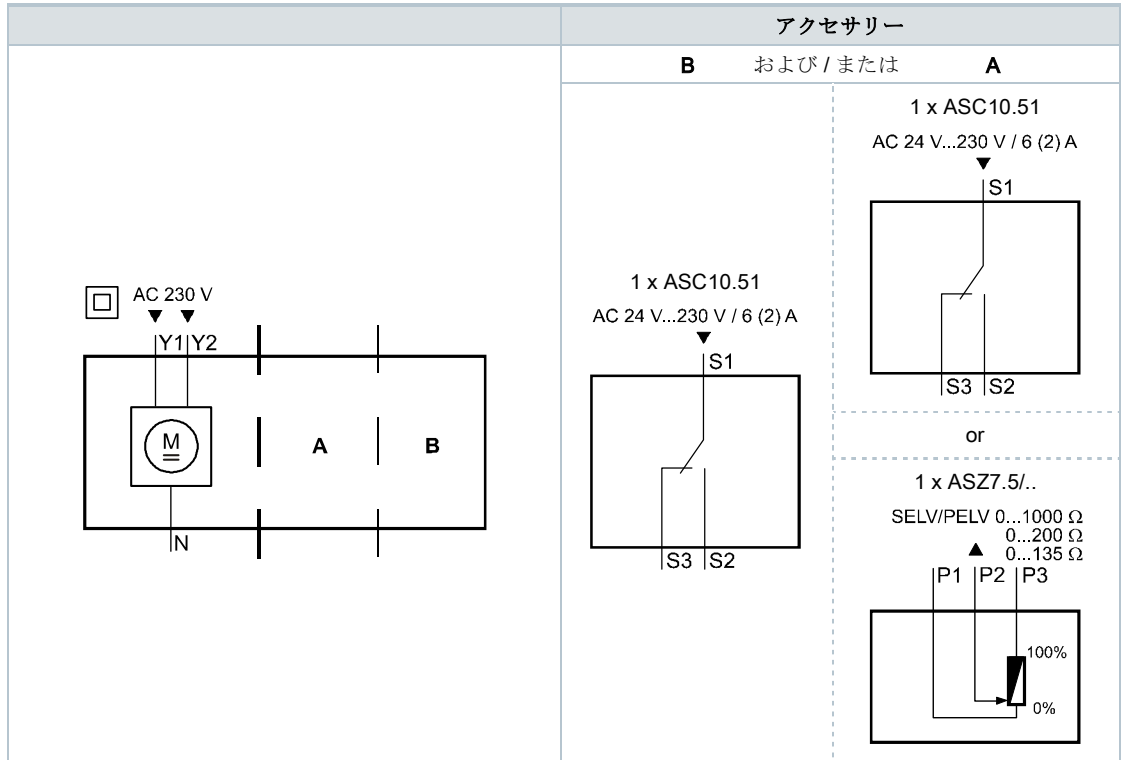 アクセサリー
B および / または A
AC 230 V
Y1 Y2
M
A B
N
1 x ASC10.51
AC 24 V...230 V / 6 (2) A
S1
S3 S2
1 x ASC10.51
AC 24 V...230 V / 6 (2) A
S1
S3 S2
or
1 x ASZ7.5/..
SELV/PELV 0...1000 Ω
0...200 Ω
0...135 Ω
P1 P2 P3
100%
0%